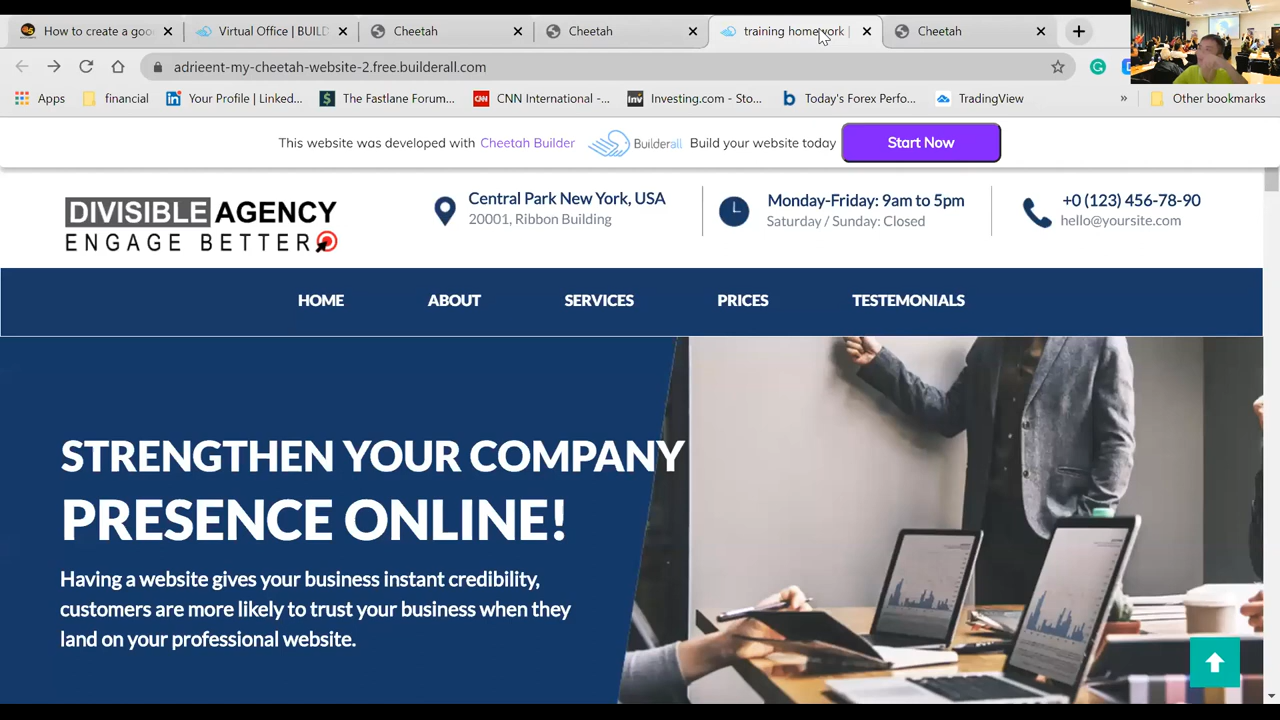 How to create a goo
Virtual Office | BUILD
Cheetah
Cheetah
training homework |
Cheetah
adrieent-my-cheetah-website-2.free.builderall.com
Apps
financial
Your Profile | Linked...
The Fastlane Forum...
CNN International -...
Investing.com - Sto...
Today's Forex Perfo...
TradingView
»
Other bookmarks
This website was developed with Cheetah Builder Builderall Build your website today Start Now
DIVISIBLE AGENCY
ENGAGE BETTER
Central Park New York, USA
20001, Ribbon Building
Monday-Friday: 9am to 5pm
Saturday / Sunday: Closed
+0 (123) 456-78-90
hello@yoursite.com
HOME ABOUT SERVICES PRICES TESTIMONIALS
STRENGTHEN YOUR COMPANY
PRESENCE ONLINE!
Having a website gives your business instant credibility,
customers are more likely to trust your business when they
land on your professional website.